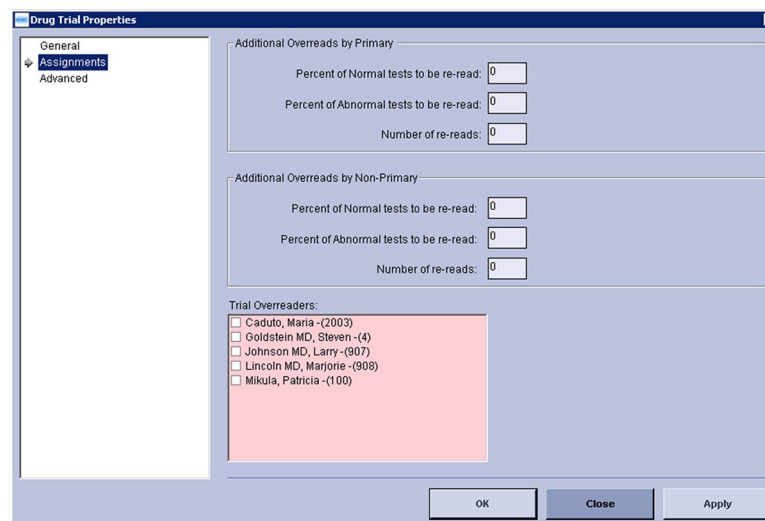 Drug Trial Properties
General
Assignments
Advanced
Additional Overreads by Primary
Percent of Normal tests to be re-read: 0
Percent of Abnormal tests to be re-read: 0
Number of re-reads: 0
Additional Overreads by Non-Primary
Percent of Normal tests to be re-read: 0
Percent of Abnormal tests to be re-read: 0
Number of re-reads: 0
Trial Overreaders:
Caduto, Maria -(2003)
Goldstein MD, Steven -(4)
Johnson MD, Larry -(907)
Lincoln MD, Marjorie -(908)
Mikula, Patricia -(100)
OK Close Apply